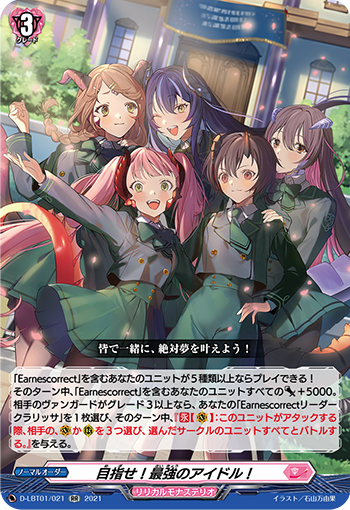 3
グレード
皆で一緒に、絶対夢を叶えよう！
「Earnescorrect」を含むあなたのユニットが５種類以上ならプレイできる！
そのターン中、「Earnescorrect」を含むあなたのユニットすべての+5000。
相手のヴァンガードがグレード３以上なら、あなたの「Earnescorrectリーダー
クラリッサ」を１枚選び、そのターン中、『【永】【】：このユニットがアタックする
際、相手の、かを３つ選び、選んだサークルのユニットすべてとバトルす
る。』を与える。
ノーマルオーダー
目指せ！最強のアイドル！
D-LBT01/021 RR 2021
リリカルモナステリオ
イラスト／石山万由果